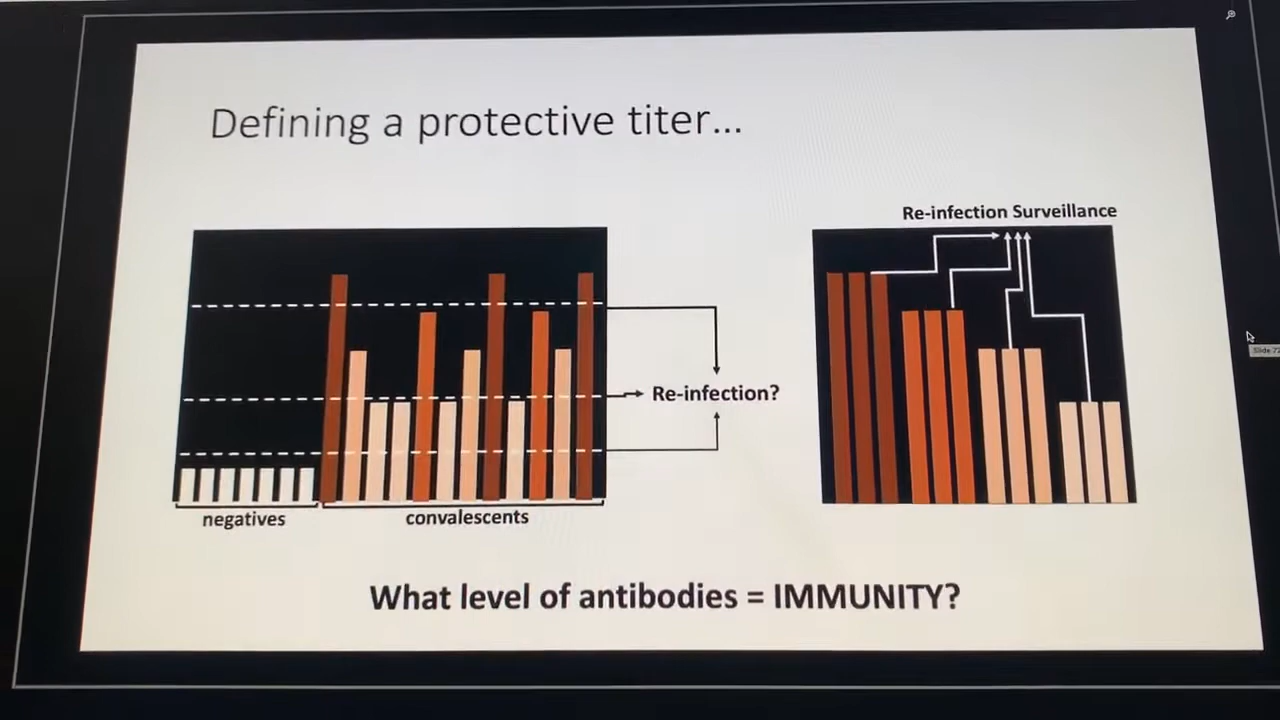 Defining a protective titer...
Re-infection Surveillance
Re-infection?
negatives
convalescents
What level of antibodies = IMMUNITY?